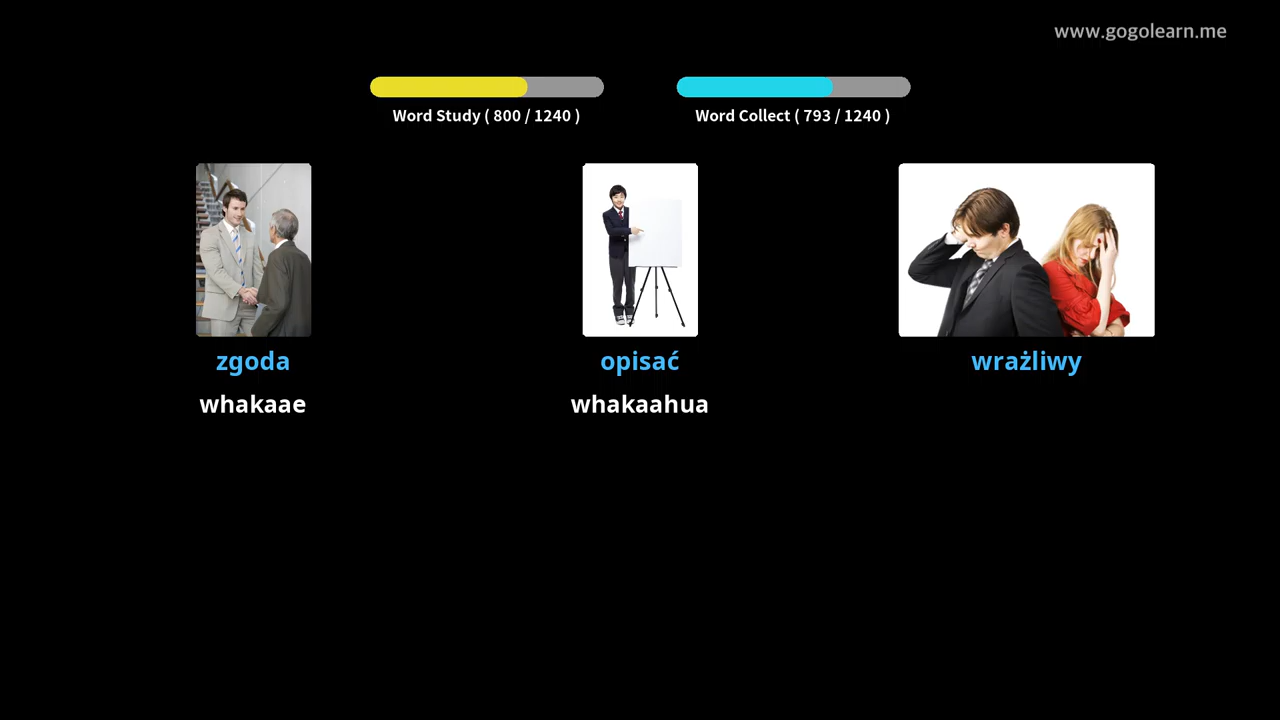 www.gogolearn.me
Word Study ( 800 / 1240 )
Word Collect ( 793 / 1240 )
zgoda
opisać
wrażliwy
whakaae
whakaahua